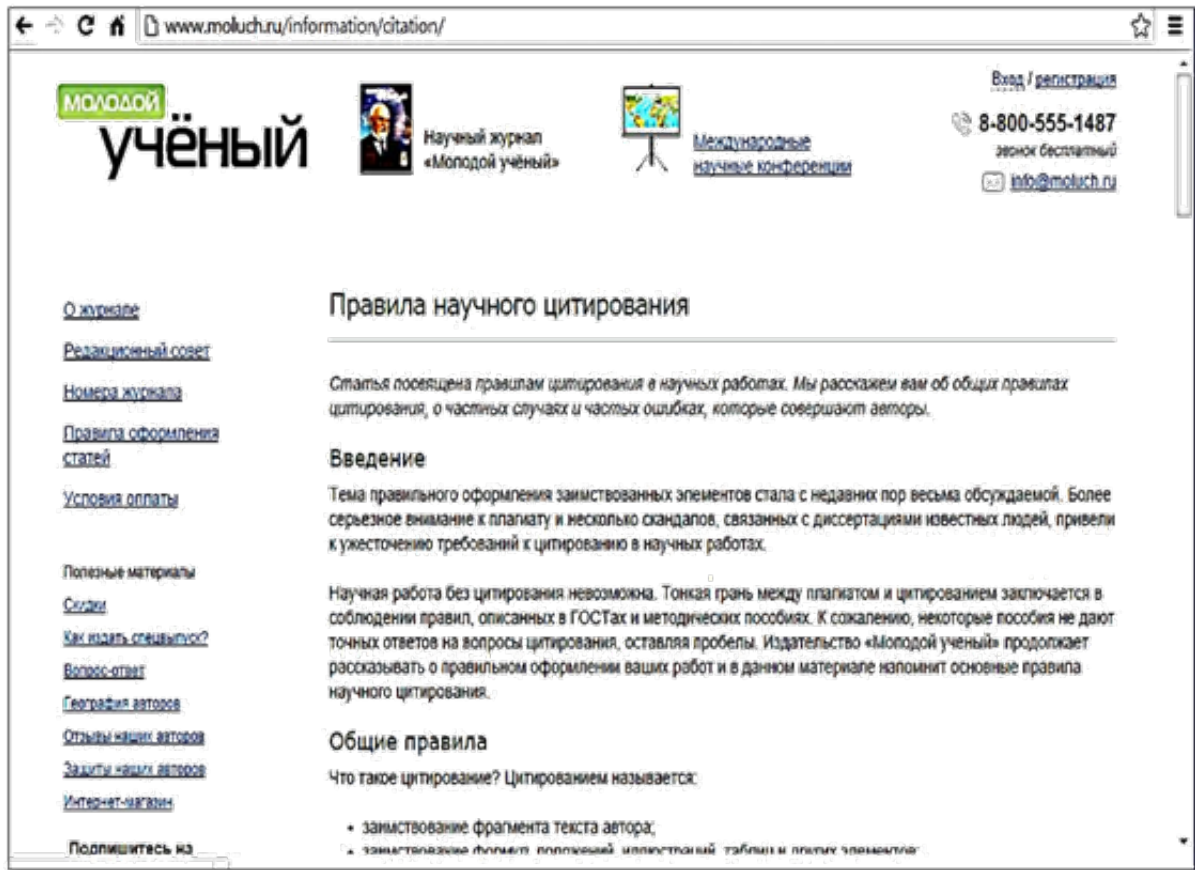 www.moluch.ru/information/citation/
молодой
учёный
Научный журнал
«Молодой учёный»
Международные
научные конференции
Вход / регистрация
8-800-555-1487
звонок бесплатный
info@moluch.ru
О журнале
Редакционный совет
Номера журнала
Правила оформления
статей
Условия оплаты
Полезные материалы
Скидки
Как издать спецвыпуск?
Вопрос-ответ
География авторов
Отзывы наших авторов
Защиты наших авторов
Интернет-магазин
Подпишитесь на
Правила научного цитирования
Статья посвящена правилам цитирования в научных работах. Мы расскажем вам об общих правилах
цитирования, о частных случаях и частых ошибках, которые совершают авторы.
Введение
Тема правильного оформления заимствованных элементов стала с недавних пор весьма обсуждаемой. Более
серьезное внимание к плагиату и несколько скандалов, связанных с диссертациями известных людей, привели
к ужесточению требований к цитированию в научных работах.
Научная работа без цитирования невозможна. Тонкая грань между плагиатом и цитированием заключается в
соблюдении правил, описанных в ГОСТах и методических пособиях. К сожалению, некоторые пособия не дают
точных ответов на вопросы цитирования, оставляя пробелы. Издательство «Молодой ученый» продолжает
рассказывать о правильном оформлении ваших работ и в данном материале напомнит основные правила
научного цитирования.
Общие правила
Что такое цитирование? Цитированием называется:
• заимствование фрагмента текста автора;
• заимствование формул, положений, иллюстраций, таблиц и других элементов;